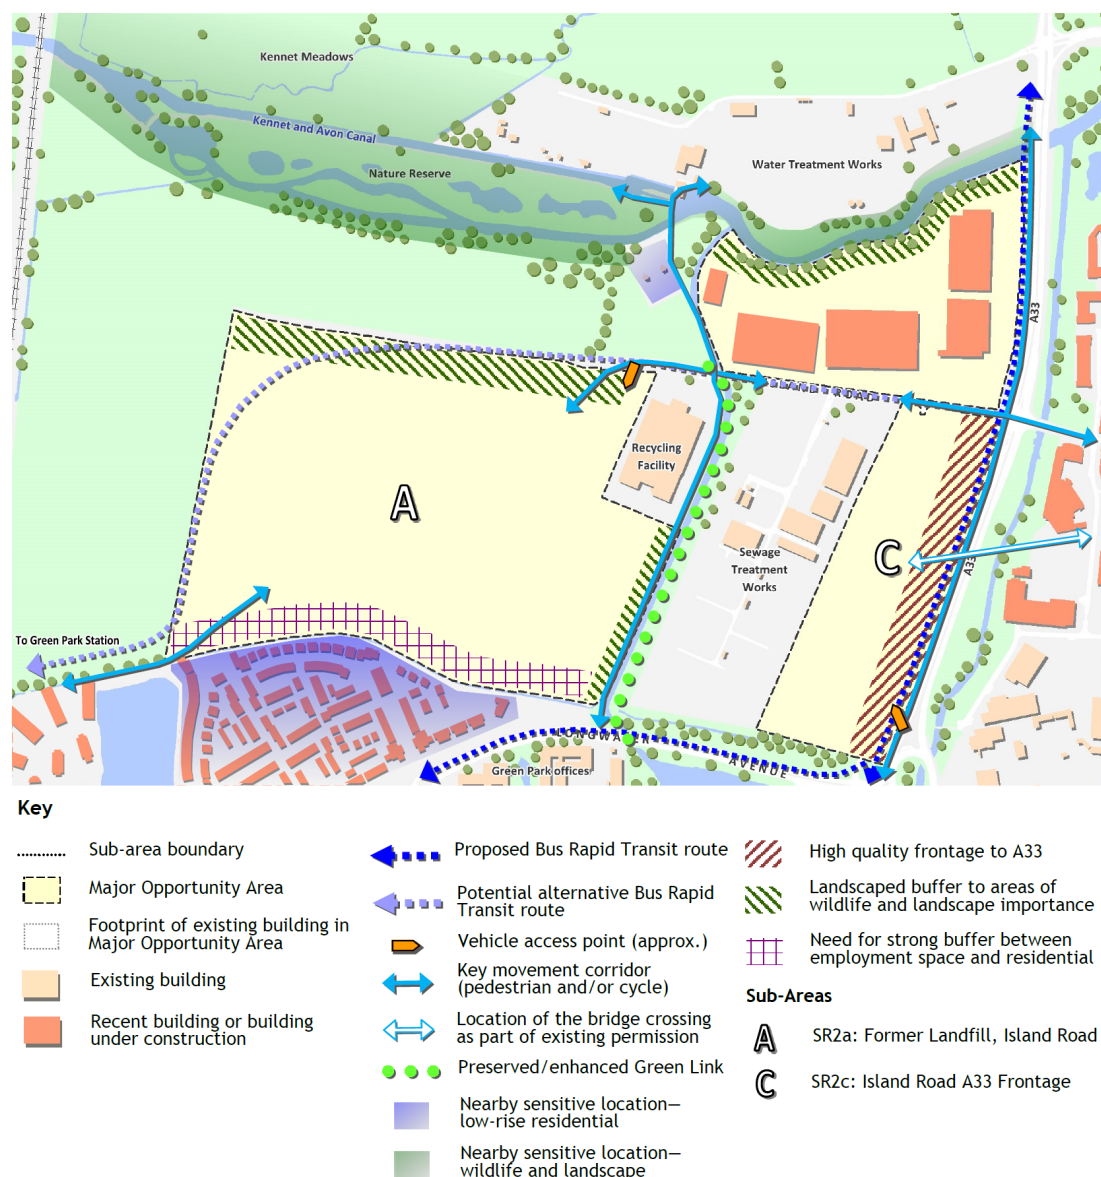 Kennet Meadows
Kennet and Avon Canal
Nature Reserve
Water Treatment Works
A33
ROAD
Recycling
Facility
A
C
Sewage
Treatment
Works
A33
To Green Park Station
Green Park offices
AVENUE
Key
Sub-area boundary
Major Opportunity Area
Footprint of existing building in
Major Opportunity Area
Existing building
Recent building or building
under construction
Proposed Bus Rapid Transit route
Potential alternative Bus Rapid
Transit route
Vehicle access point (approx.)
Key movement corridor
(pedestrian and/or cycle)
Location of the bridge crossing
as part of existing permission
Preserved/enhanced Green Link
Nearby sensitive location—
low-rise residential
Nearby sensitive location—
wildlife and landscape
High quality frontage to A33
Landscaped buffer to areas of
wildlife and landscape importance
Need for strong buffer between
employment space and residential
Sub-Areas
A SR2a: Former Landfill, Island Road
C SR2c: Island Road A33 Frontage